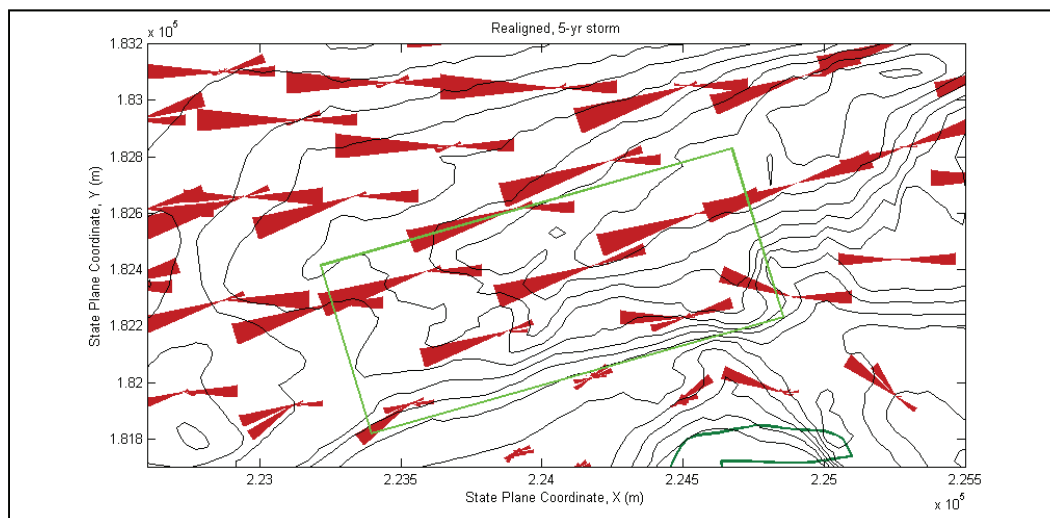 Realigned, 5-yr storm
x 10^5
1.832
1.83
1.828
1.826
1.824
1.822
1.82
1.818
State Plane Coordinate, Y (m)
2.23
2.235
2.24
2.245
2.25
2.255
State Plane Coordinate, X (m)
x 10^5